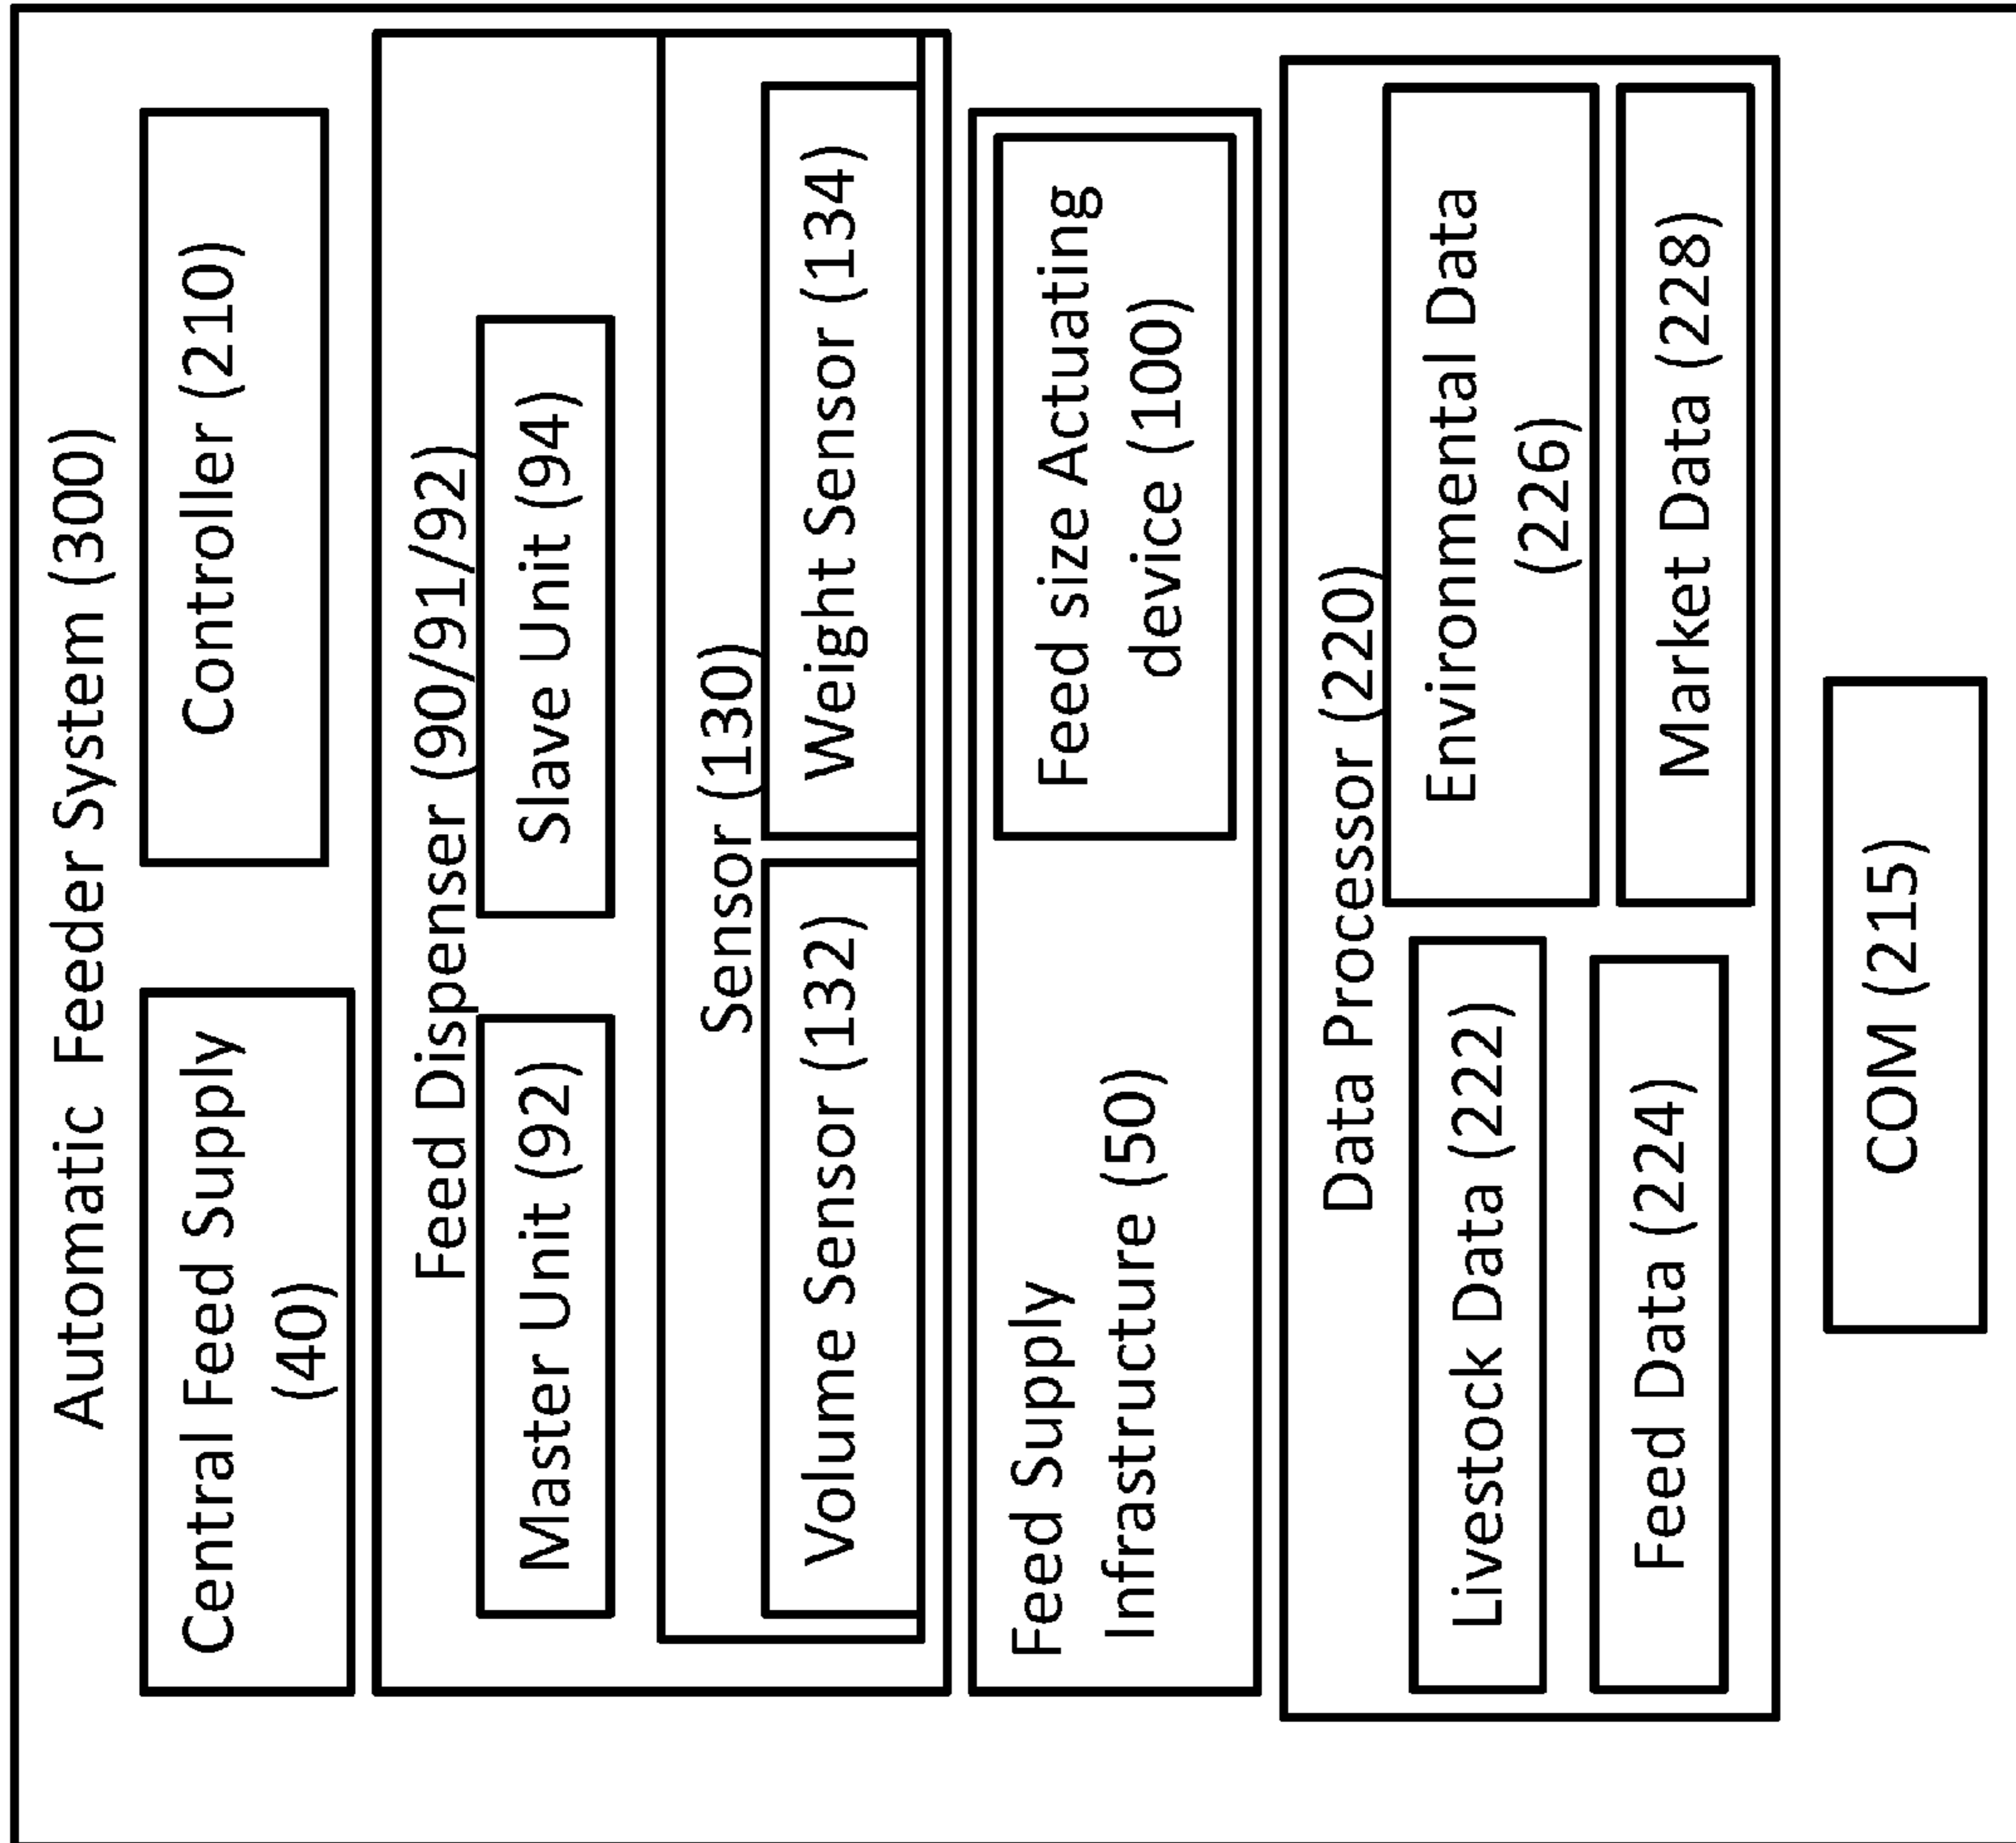 Automatic Feeder System (300)
Central Feed Supply
(40)
Controller (210)
Feed Dispenser (90/91/92)
Master Unit (92)
Slave Unit (94)
Sensor (130)
Volume Sensor (132)
Weight Sensor (134)
Feed Supply
Infrastructure (50)
Feed size Actuating
device (100)
Data Processor (220)
Livestock Data (222)
Environmental Data
(226)
Feed Data (224)
Market Data (228)
COM (215)